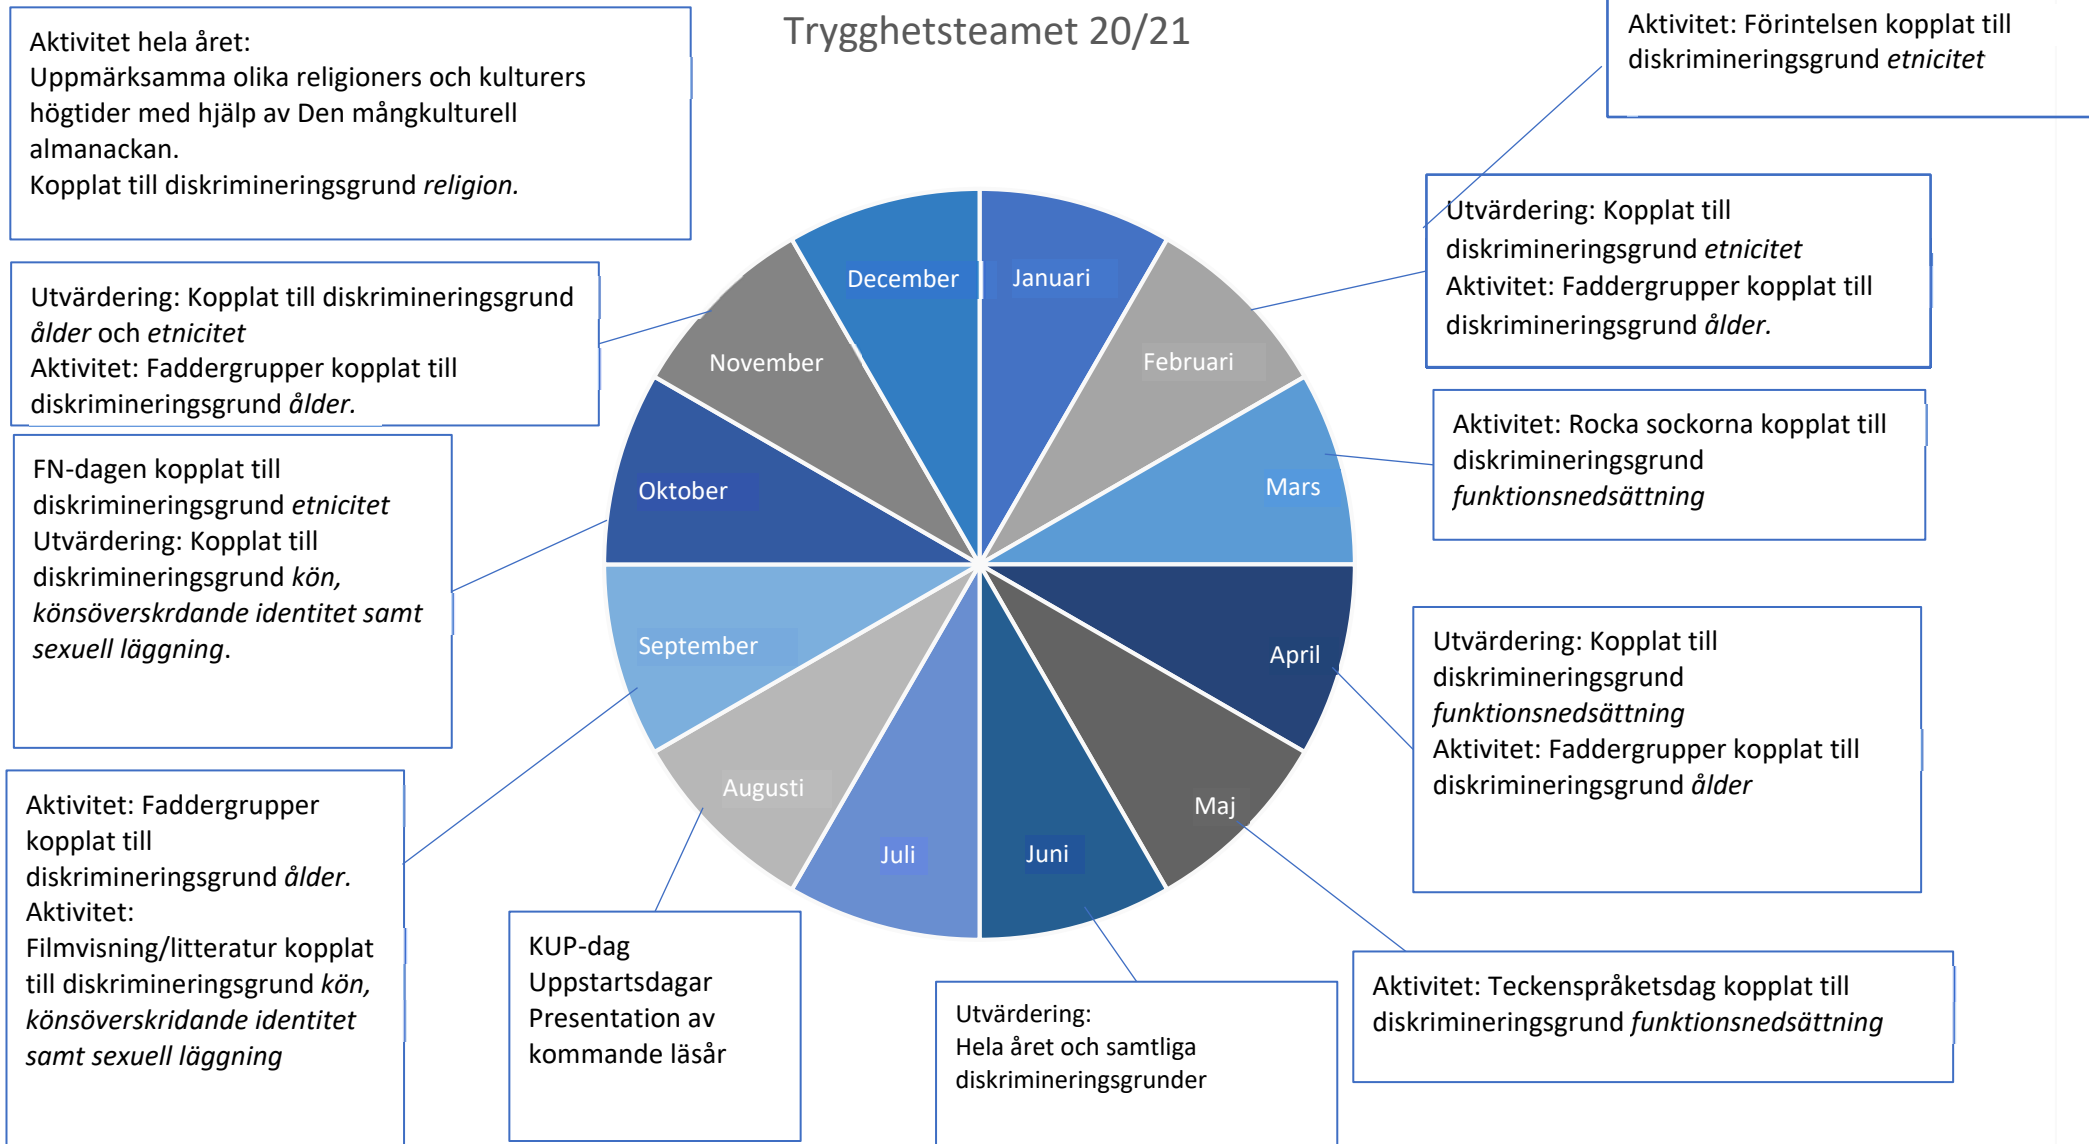 Trygghetsteamet 20/21
Aktivitet hela året:
Uppmärksamma olika religioners och kulturers
högtider med hjälp av Den mångkulturell
almanackan.
Kopplat till diskrimineringsgrund religion.
Aktivitet: Förintelsen kopplat till
diskrimineringsgrund etnicitet
Utvärdering: Kopplat till
diskrimineringsgrund etnicitet
Aktivitet: Faddergrupper kopplat till
diskrimineringsgrund ålder.
Aktivitet: Rocka sockorna kopplat till
diskrimineringsgrund
funktionsnedsättning
Utvärdering: Kopplat till
diskrimineringsgrund
funktionsnedsättning
Aktivitet: Faddergrupper kopplat till
diskrimineringsgrund ålder
Aktivitet: Teckenspråketsdag kopplat till
diskrimineringsgrund funktionsnedsättning
Utvärdering:
Hela året och samtliga
diskrimineringsgrunder
KUP-dag
Uppstartsdagar
Presentation av
kommande läsår
Aktivitet: Faddergrupper
kopplat till
diskrimineringsgrund ålder.
Aktivitet:
Filmvisning/litteratur kopplat
till diskrimineringsgrund kön,
könsöverskridande identitet
samt sexuell läggning
FN-dagen kopplat till
diskrimineringsgrund etnicitet
Utvärdering: Kopplat till
diskrimineringsgrund kön,
könsöverskrdande identitet samt
sexuell läggning.
Utvärdering: Kopplat till diskrimineringsgrund
ålder och etnicitet
Aktivitet: Faddergrupper kopplat till
diskrimineringsgrund ålder.
Januari
Februari
Mars
April
Maj
Juni
Juli
Augusti
September
Oktober
November
December